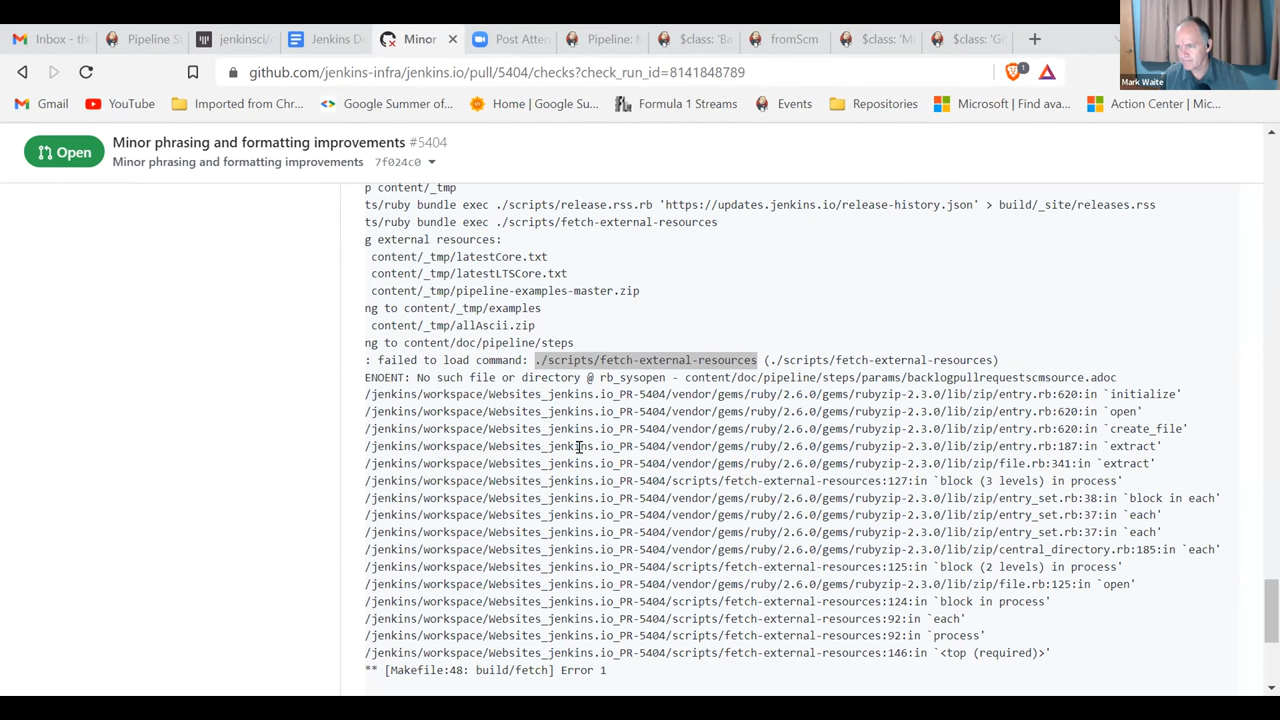 Inbox - th
Pipeline S
jenkinsci/c
Jenkins Do
Minor
Post Atten
Pipeline: M
$class: 'Ba
fromScm
$class: 'M
$class: 'Gi
github.com/jenkins-infra/jenkins.io/pull/5404/checks?check_run_id=8141848789
1
Mark Waite
Gmail
YouTube
Imported from Chr...
Google Summer of...
Home | Google Su...
Formula 1 Streams
Events
Repositories
Microsoft | Find ava...
Action Center | Mic...
Open
Minor phrasing and formatting improvements #5404
Minor phrasing and formatting improvements 7f024c0
p content/_tmp
ts/ruby bundle exec ./scripts/release.rss.rb 'https://updates.jenkins.io/release-history.json' > build/_site/releases.rss
ts/ruby bundle exec ./scripts/fetch-external-resources
g external resources:
content/_tmp/latestCore.txt
content/_tmp/latestLTSCore.txt
content/_tmp/pipeline-examples-master.zip
ng to content/_tmp/examples
content/_tmp/allAscii.zip
ng to content/doc/pipeline/steps
: failed to load command: ./scripts/fetch-external-resources (./scripts/fetch-external-resources)
ENOENT: No such file or directory @ rb_sysopen - content/doc/pipeline/steps/params/backlogpullrequestscmsource.adoc
/jenkins/workspace/Websites_jenkins.io_PR-5404/vendor/gems/ruby/2.6.0/gems/rubyzip-2.3.0/lib/zip/entry.rb:620:in `initialize'
/jenkins/workspace/Websites_jenkins.io_PR-5404/vendor/gems/ruby/2.6.0/gems/rubyzip-2.3.0/lib/zip/entry.rb:620:in `open'
/jenkins/workspace/Websites_jenkins.io_PR-5404/vendor/gems/ruby/2.6.0/gems/rubyzip-2.3.0/lib/zip/entry.rb:620:in `create_file'
/jenkins/workspace/Websites_jenkins.io_PR-5404/vendor/gems/ruby/2.6.0/gems/rubyzip-2.3.0/lib/zip/entry.rb:187:in `extract'
/jenkins/workspace/Websites_jenkins.io_PR-5404/vendor/gems/ruby/2.6.0/gems/rubyzip-2.3.0/lib/zip/file.rb:341:in `extract'
/jenkins/workspace/Websites_jenkins.io_PR-5404/scripts/fetch-external-resources:127:in `block (3 levels) in process'
/jenkins/workspace/Websites_jenkins.io_PR-5404/vendor/gems/ruby/2.6.0/gems/rubyzip-2.3.0/lib/zip/entry_set.rb:38:in `block in each'
/jenkins/workspace/Websites_jenkins.io_PR-5404/vendor/gems/ruby/2.6.0/gems/rubyzip-2.3.0/lib/zip/entry_set.rb:37:in `each'
/jenkins/workspace/Websites_jenkins.io_PR-5404/vendor/gems/ruby/2.6.0/gems/rubyzip-2.3.0/lib/zip/entry_set.rb:37:in `each'
/jenkins/workspace/Websites_jenkins.io_PR-5404/vendor/gems/ruby/2.6.0/gems/rubyzip-2.3.0/lib/zip/central_directory.rb:185:in `each'
/jenkins/workspace/Websites_jenkins.io_PR-5404/scripts/fetch-external-resources:125:in `block (2 levels) in process'
/jenkins/workspace/Websites_jenkins.io_PR-5404/vendor/gems/ruby/2.6.0/gems/rubyzip-2.3.0/lib/zip/file.rb:125:in `open'
/jenkins/workspace/Websites_jenkins.io_PR-5404/scripts/fetch-external-resources:124:in `block in process'
/jenkins/workspace/Websites_jenkins.io_PR-5404/scripts/fetch-external-resources:92:in `each'
/jenkins/workspace/Websites_jenkins.io_PR-5404/scripts/fetch-external-resources:92:in `process'
/jenkins/workspace/Websites_jenkins.io_PR-5404/scripts/fetch-external-resources:146:in `<top (required)>'
** [Makefile:48: build/fetch] Error 1